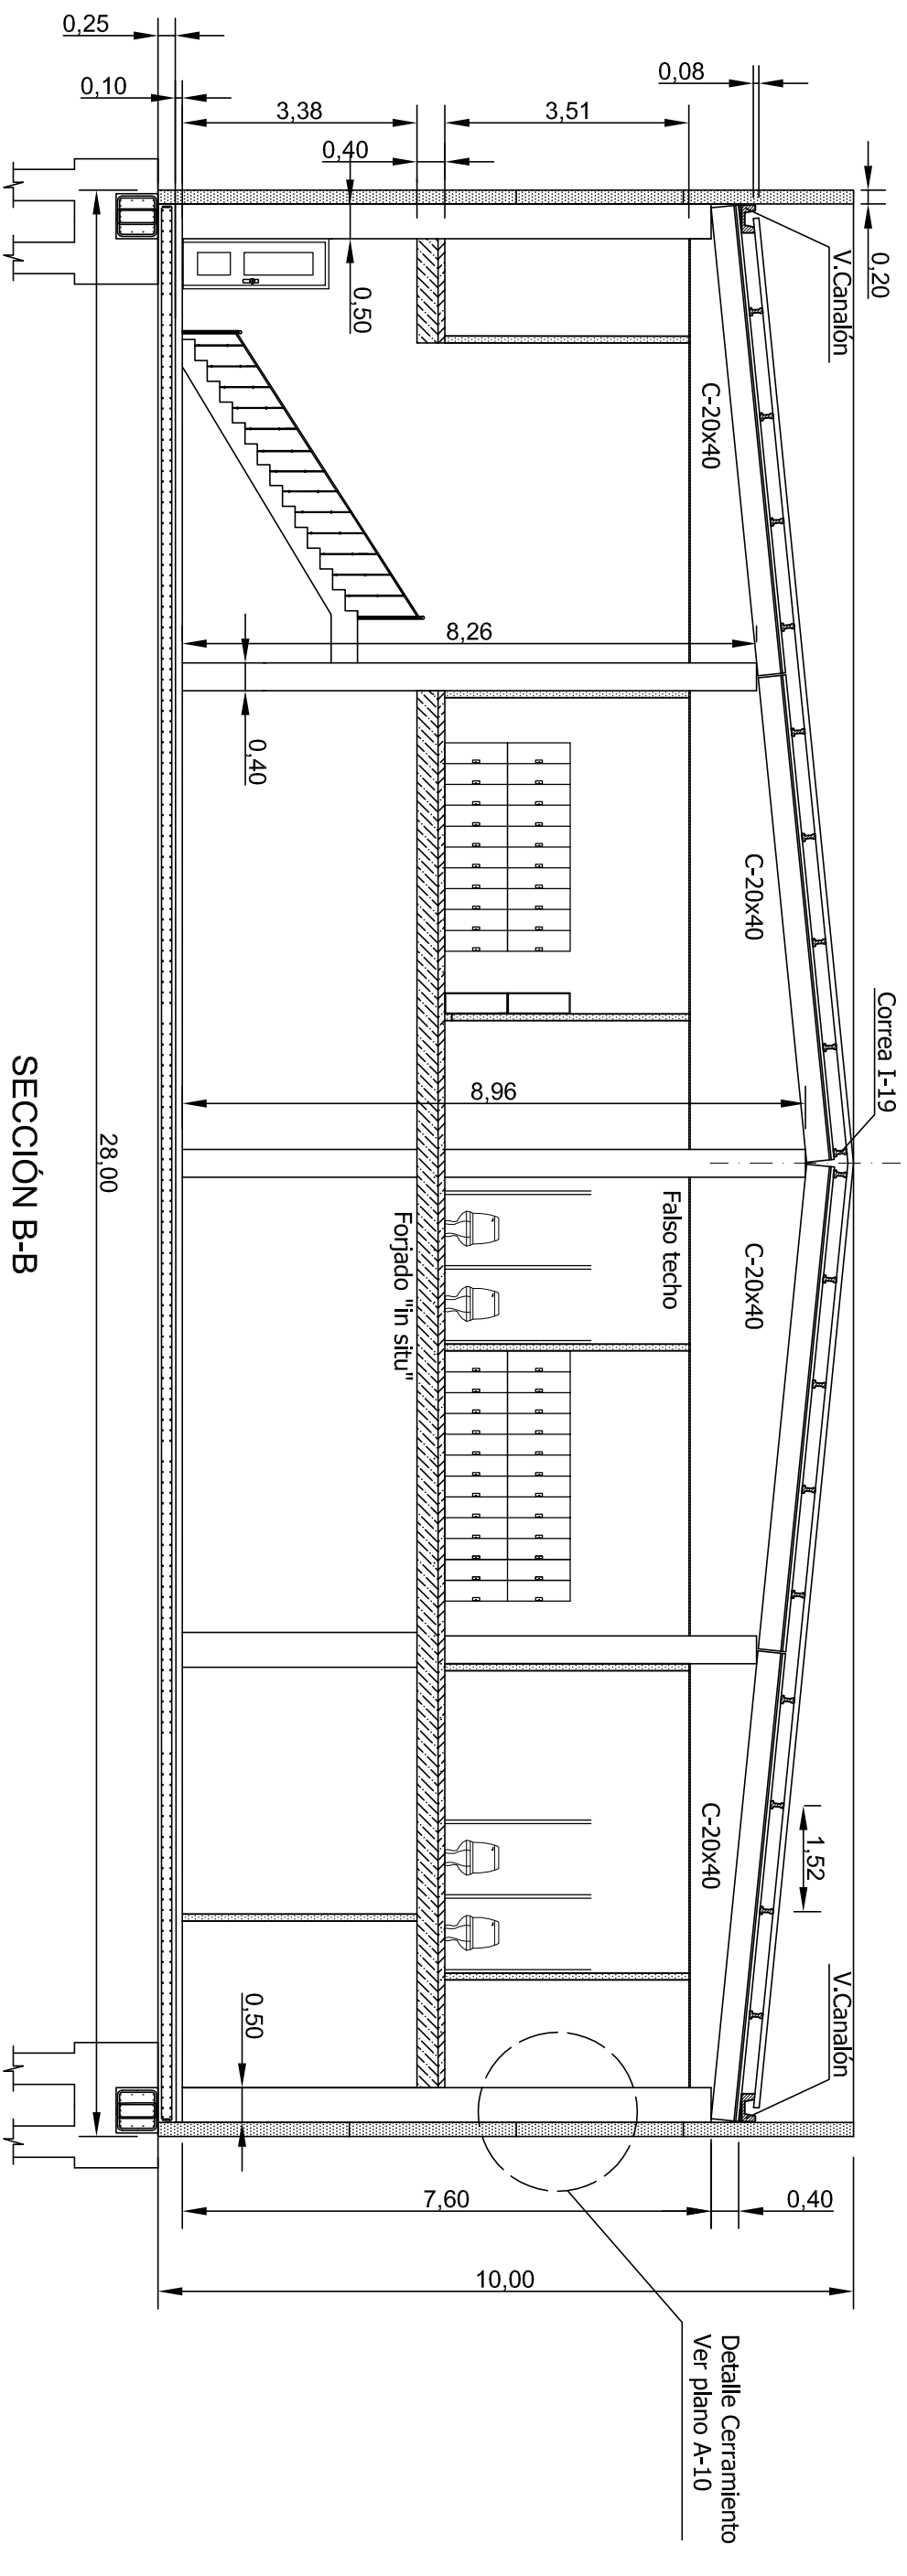 0,25
0,10
3,38
0,40
3,51
0,08
0,20
V.Canalón
0,50
C-20x40
8,26
0,40
C-20x40
Correa I-19
8,96
28,00
Falso techo
Forjado "in situ"
C-20x40
C-20x40
1,52
V.Canalón
0,50
7,60
0,40
10,00
Detalle Cerramiento
Ver plano A-10
SECCIÓN B-B